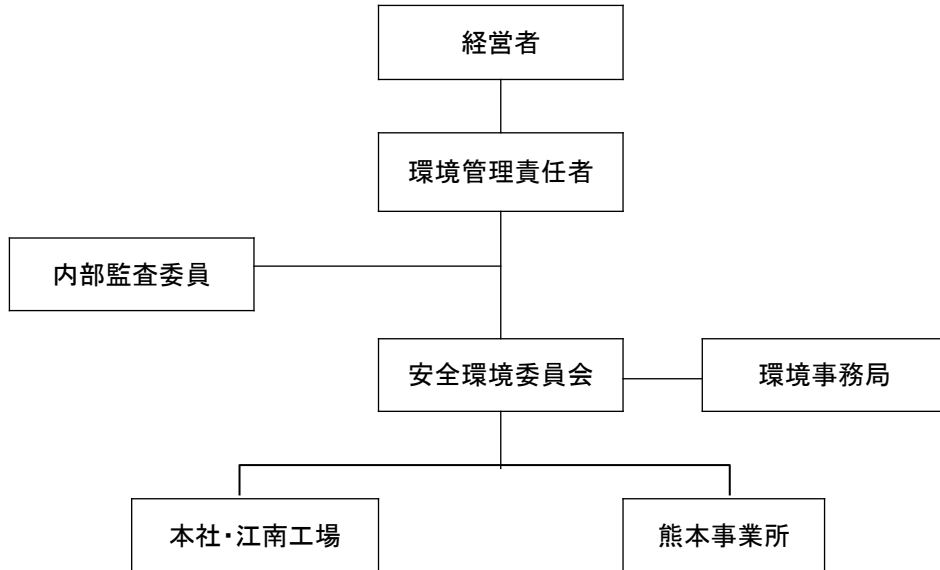 経営者
環境管理責任者
内部監査委員
安全環境委員会
環境事務局
本社・江南工場
熊本事業所